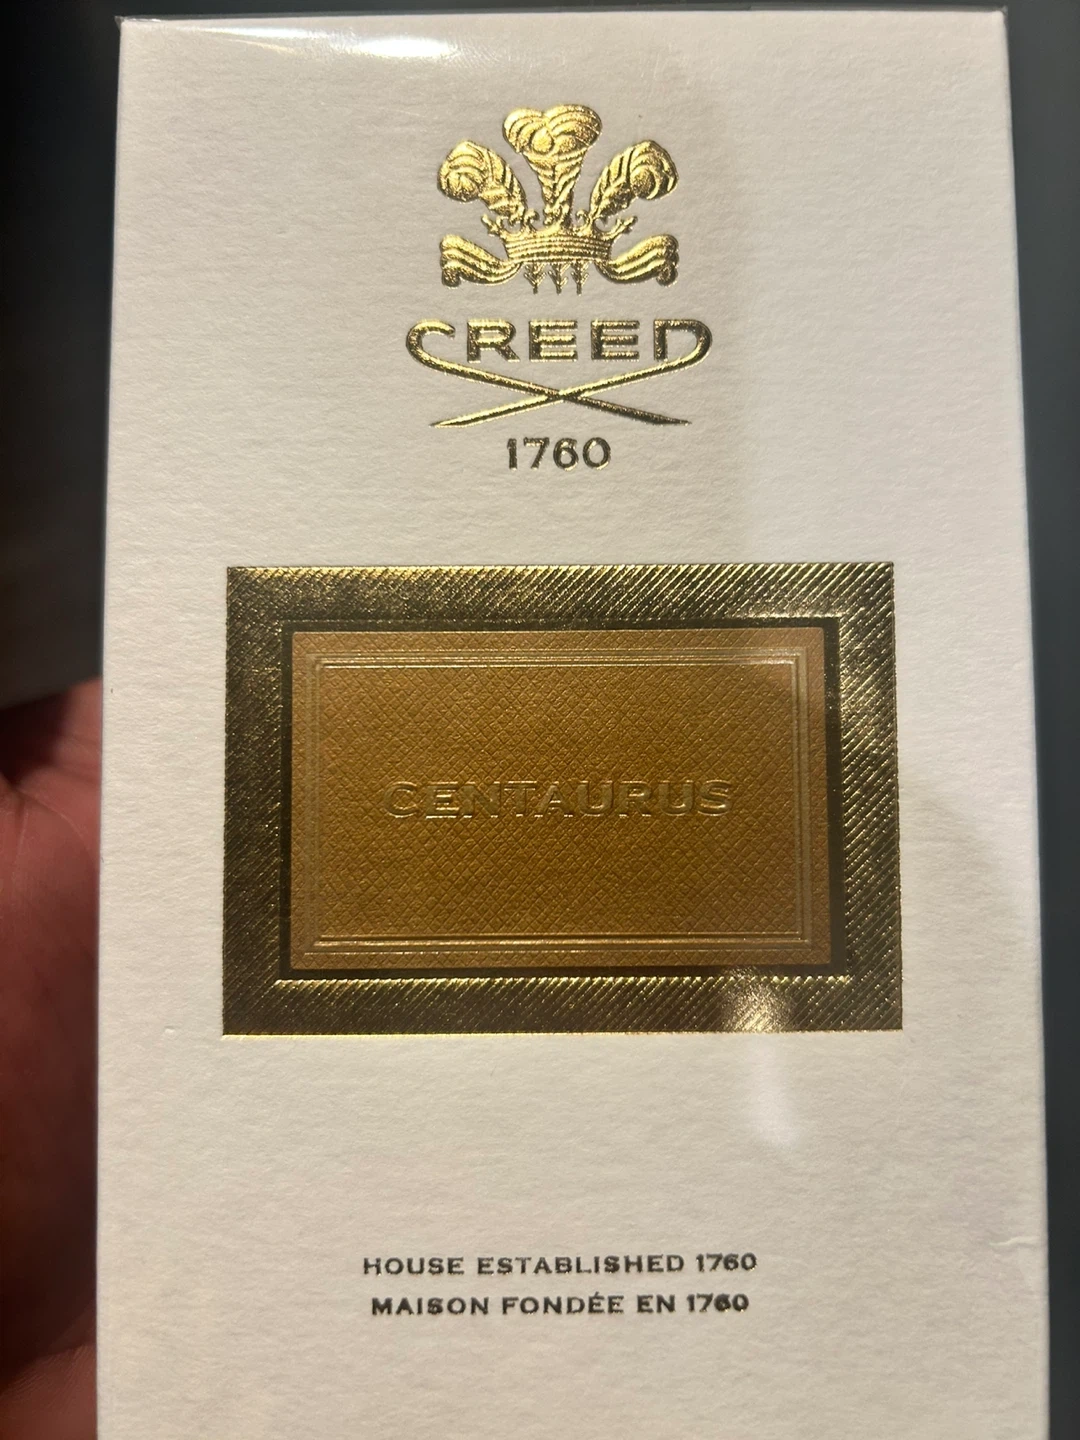 CREED
1760
CENTAURUS
HOUSE ESTABLISHED 1760
MAISON FONDÉE EN 1760